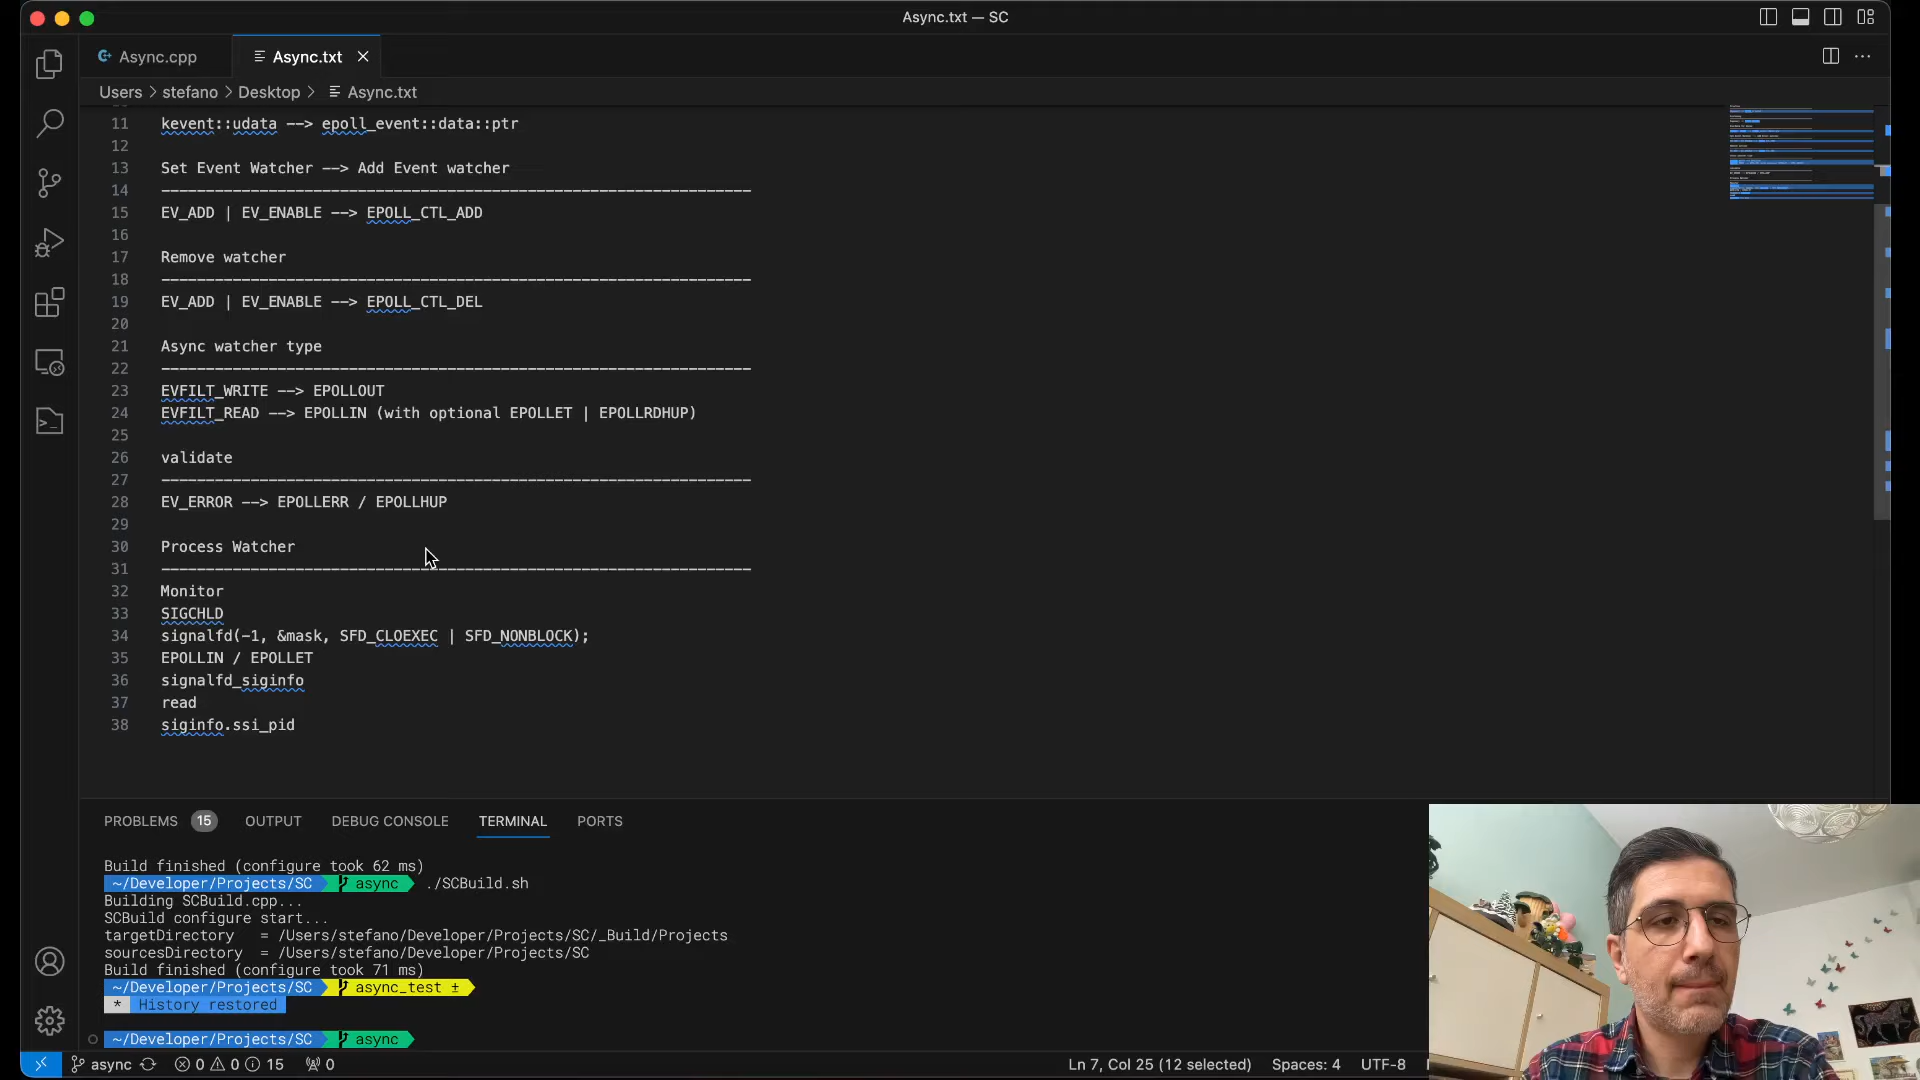 Async.txt — SC
Async.cpp
Async.txt
Users > stefano > Desktop > Async.txt
11 kevent::udata --> epoll_event::data::ptr
12
13 Set Event Watcher --> Add Event watcher
14 ------------------------------------------------------------------
15 EV_ADD | EV_ENABLE --> EPOLL_CTL_ADD
16
17 Remove watcher
18 ------------------------------------------------------------------
19 EV_ADD | EV_ENABLE --> EPOLL_CTL_DEL
20
21 Async watcher type
22 ------------------------------------------------------------------
23 EVFILT_WRITE --> EPOLLOUT
24 EVFILT_READ --> EPOLLIN (with optional EPOLLET | EPOLLRDHUP)
25
26 validate
27 ------------------------------------------------------------------
28 EV_ERROR --> EPOLLERR / EPOLLHUP
29
30 Process Watcher
31 ------------------------------------------------------------------
32 Monitor
33 SIGCHLD
34 signalfd(-1, &mask, SFD_CLOEXEC | SFD_NONBLOCK);
35 EPOLLIN / EPOLLET
36 signalfd_siginfo
37 read
38 siginfo.ssi_pid
PROBLEMS 15 OUTPUT DEBUG CONSOLE TERMINAL PORTS
Build finished (configure took 62 ms)
~/Developer/Projects/SC async ./SCBuild.sh
Building SCBuild.cpp...
SCBuild configure start...
targetDirectory = /Users/stefano/Developer/Projects/SC/_Build/Projects
sourcesDirectory = /Users/stefano/Developer/Projects/SC
Build finished (configure took 71 ms)
~/Developer/Projects/SC async_test ±
* History restored
~/Developer/Projects/SC async
async 0 0 15 0 Ln 7, Col 25 (12 selected) Spaces: 4 UTF-8